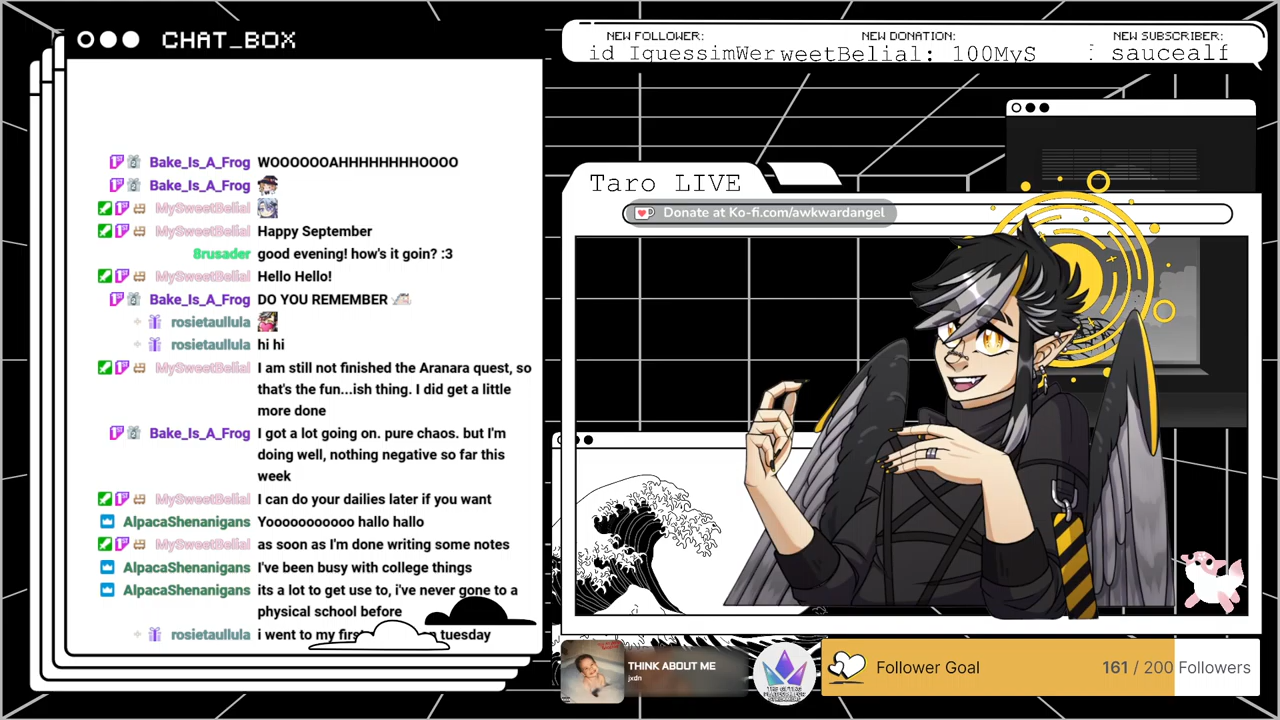 CHAT_BOX
NEW FOLLOWER:
NEW DONATION:
NEW SUBSCRIBER:
id IguessimWer
weetBelial: 100MyS
saucealf
Taro LIVE
Donate at Ko-fi.com/awkwardangel
Bake_Is_A_Frog WOOOOOOAHHHHHHHHOOOO
Bake_Is_A_Frog
MySweetBelial
MySweetBelial Happy September
8rusader good evening! how's it goin? :3
MySweetBelial Hello Hello!
Bake_Is_A_Frog DO YOU REMEMBER
rosietaullula
rosietaullula hi hi
MySweetBelial I am still not finished the Aranara quest, so
that's the fun...ish thing. I did get a little
more done
Bake_Is_A_Frog I got a lot going on. pure chaos. but I'm
doing well, nothing negative so far this
week
MySweetBelial I can do your dailies later if you want
AlpacaShenanigans Yooooooooooo hallo hallo
MySweetBelial as soon as I'm done writing some notes
AlpacaShenanigans I've been busy with college things
AlpacaShenanigans its a lot to get use to, i've never gone to a
physical school before
rosietaullula i went to my tuesday
THINK ABOUT ME
jxdn
Follower Goal
161 / 200 Followers